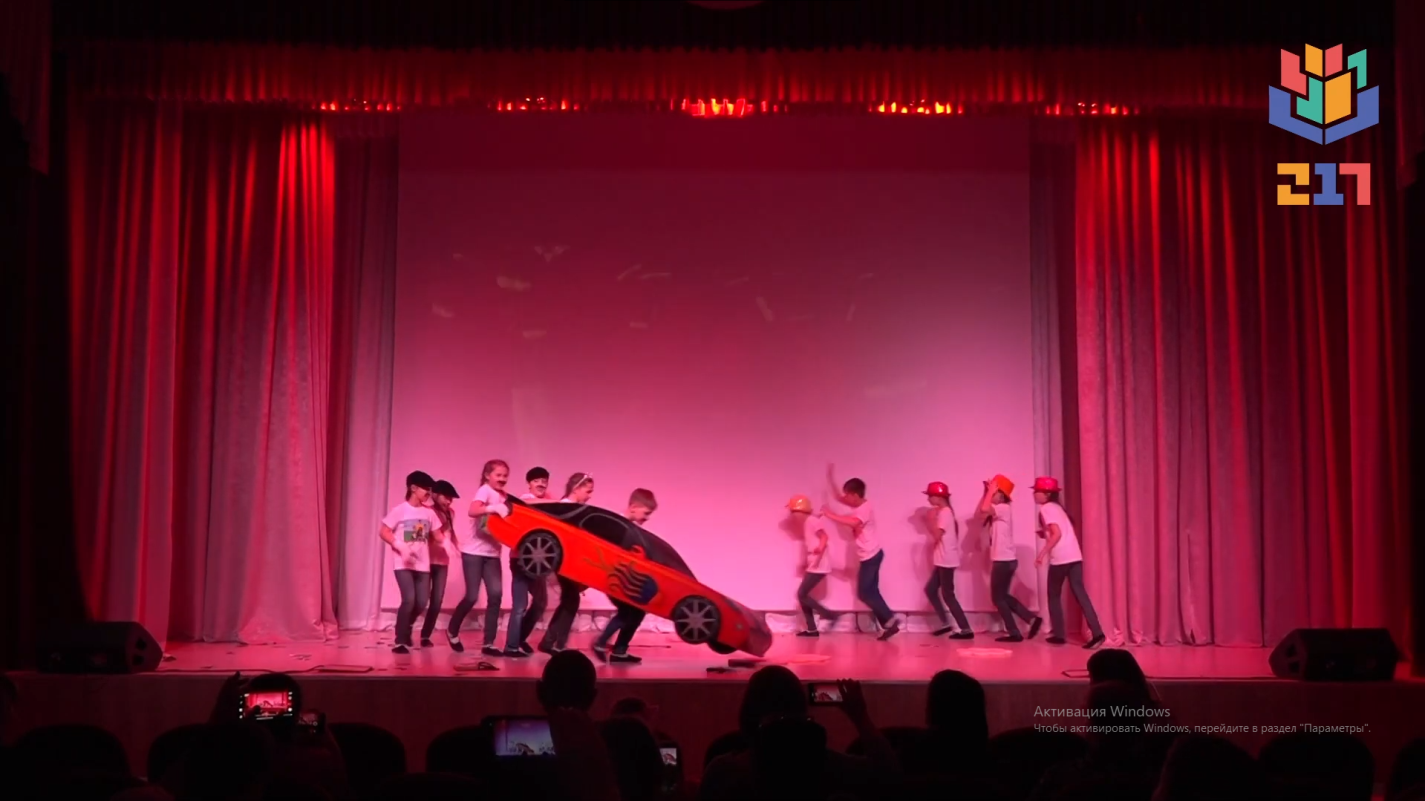 217
Активация Windows
Чтобы активировать Windows, перейдите в раздел "Параметры".